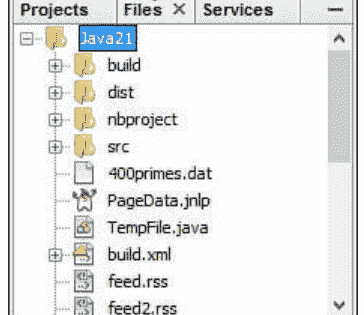 Projects Files Services
Java21
build
dist
nbproject
src
400primes.dat
PageData.jnlp
TempFile.java
build.xml
feed.rss
feed2.rss